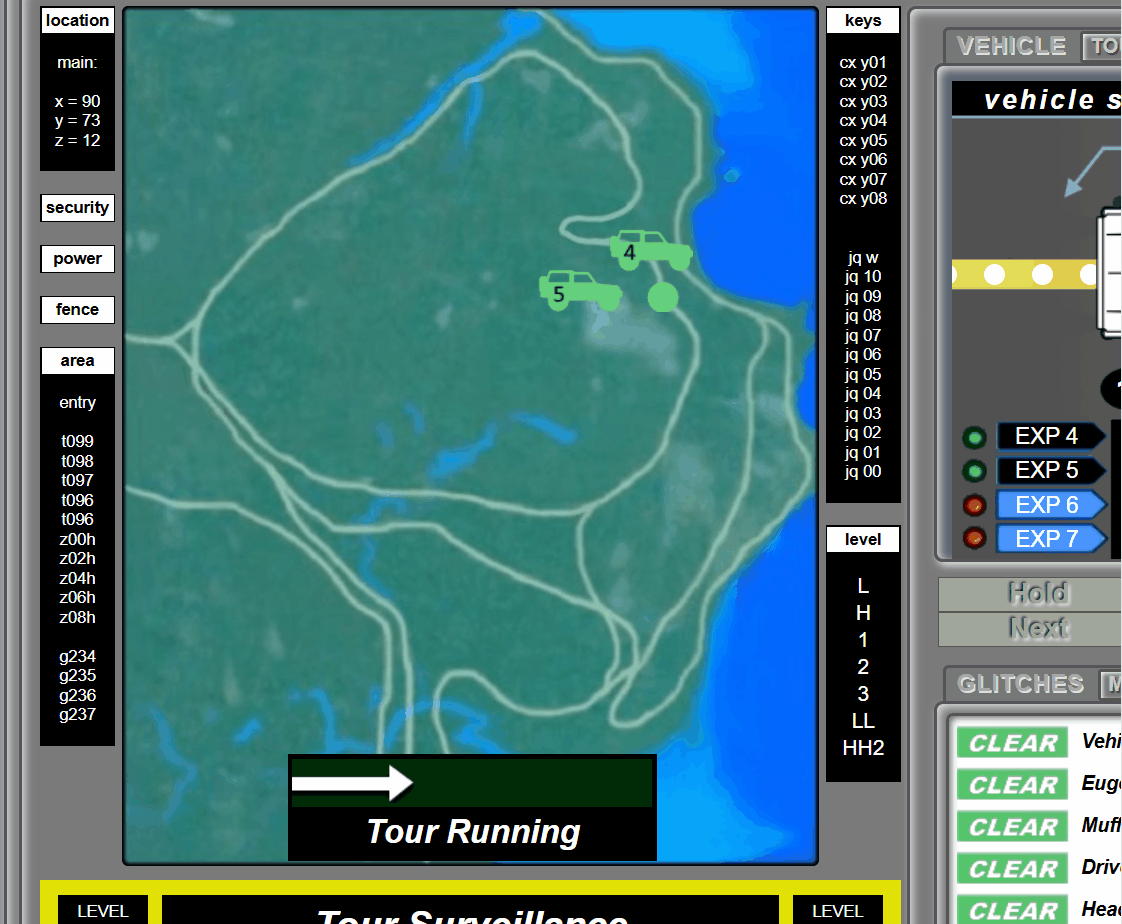 location
main:
x = 90
y = 73
z = 12
security
power
fence
area
entry
t099
t098
t097
t096
t096
z00h
z02h
z04h
z06h
z08h
g234
g235
g236
g237
4
5
Tour Running
keys
cx y01
cx y02
cx y03
cx y04
cx y05
cx y06
cx y07
cx y08
jq w
jq 10
jq 09
jq 08
jq 07
jq 06
jq 05
jq 04
jq 03
jq 02
jq 01
jq 00
level
L
H
1
2
3
LL
HH2
VEHICLE
vehicle s
EXP 4
EXP 5
EXP 6
EXP 7
Hold
Next
GLITCHES
CLEAR
CLEAR
CLEAR
CLEAR
CLEAR
LEVEL
Tour Surveillance
LEVEL